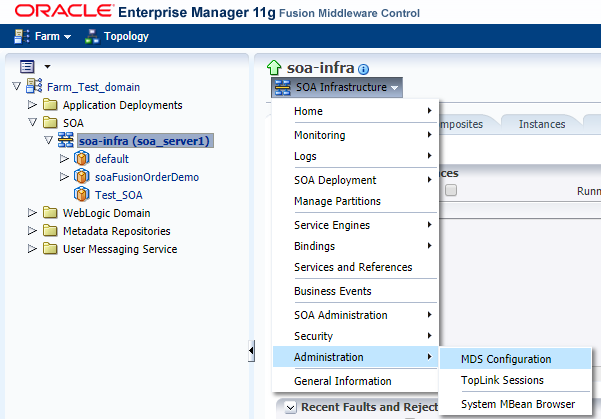 ORACLE Enterprise Manager 11g Fusion Middleware Control
Farm Topology
Farm_Test_domain
Application Deployments
SOA
soa-infra (soa_server1)
default
soaFusionOrderDemo
Test_SOA
WebLogic Domain
Metadata Repositories
User Messaging Service
soa-infra
SOA Infrastructure
Home
Monitoring
Logs
SOA Deployment
Manage Partitions
Service Engines
Bindings
Services and References
Business Events
SOA Administration
Security
Administration
General Information
MDS Configuration
TopLink Sessions
System MBean Browser
mposites Instances
ces
Runn
Recent Faults and Reject